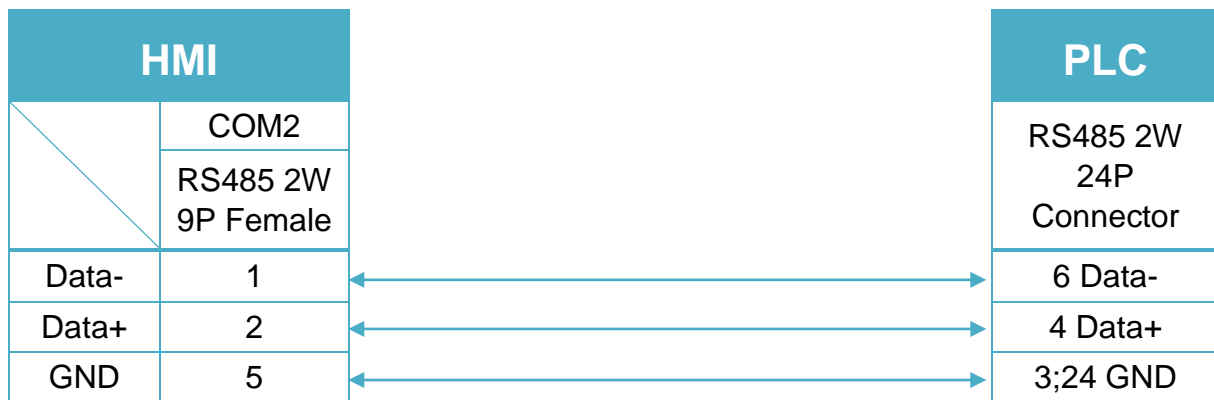 HMI
PLC
COM2
RS485 2W
9P Female
RS485 2W
24P
Connector
Data-
1
6 Data-
Data+
2
4 Data+
GND
5
3;24 GND